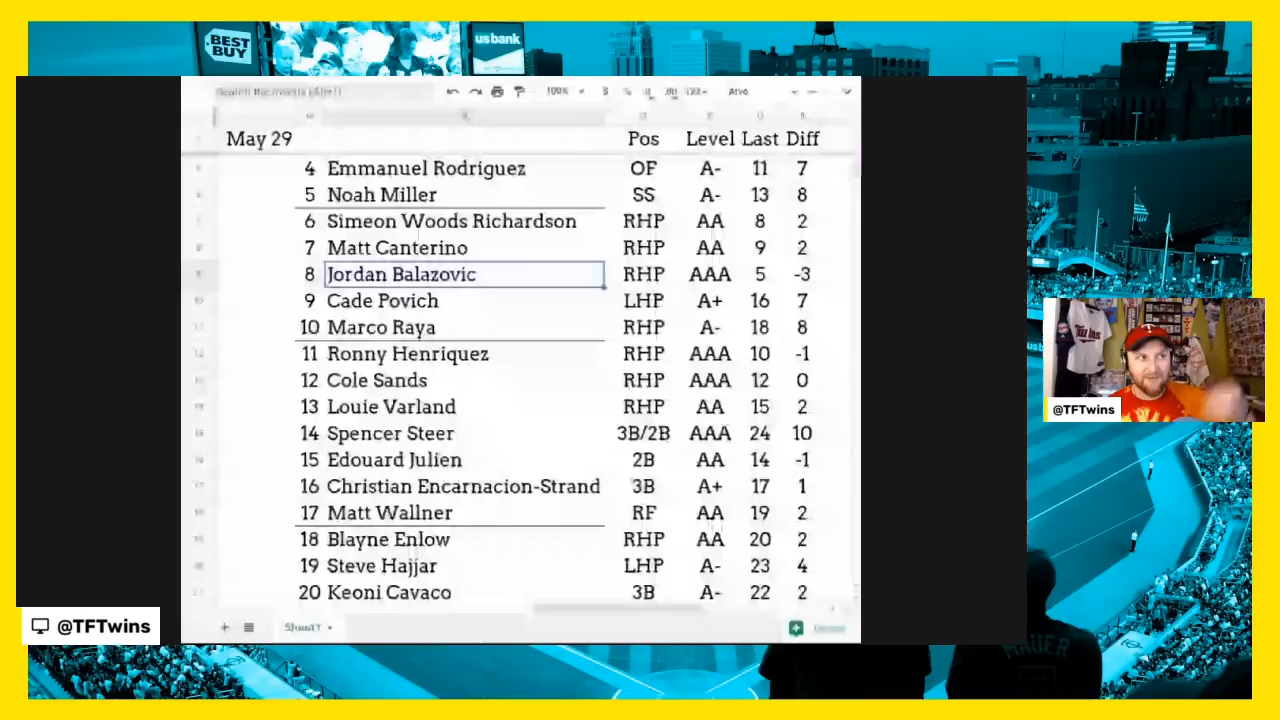 BEST
BUY
us bank
100%
Arvo
May 29 Pos Level Last Diff
4 Emmanuel Rodriguez OF A- 11 7
5 Noah Miller SS A- 13 8
6 Simeon Woods Richardson RHP AA 8 2
7 Matt Canterino RHP AA 9 2
8 Jordan Balazovic RHP AAA 5 -3
9 Cade Povich LHP A+ 16 7
10 Marco Raya RHP A- 18 8
11 Ronny Henriquez RHP AAA 10 -1
12 Cole Sands RHP AAA 12 0
13 Louie Varland RHP AA 15 2
14 Spencer Steer 3B/2B AAA 24 10
15 Edouard Julien 2B AA 14 -1
16 Christian Encarnacion-Strand 3B A+ 17 1
17 Matt Wallner RF AA 19 2
18 Blayne Enlow RHP AA 20 2
19 Steve Hajjar LHP A- 23 4
20 Keoni Cavaco 3B A- 22 2
Twins
@TFTwins
@TFTwins
MAUER